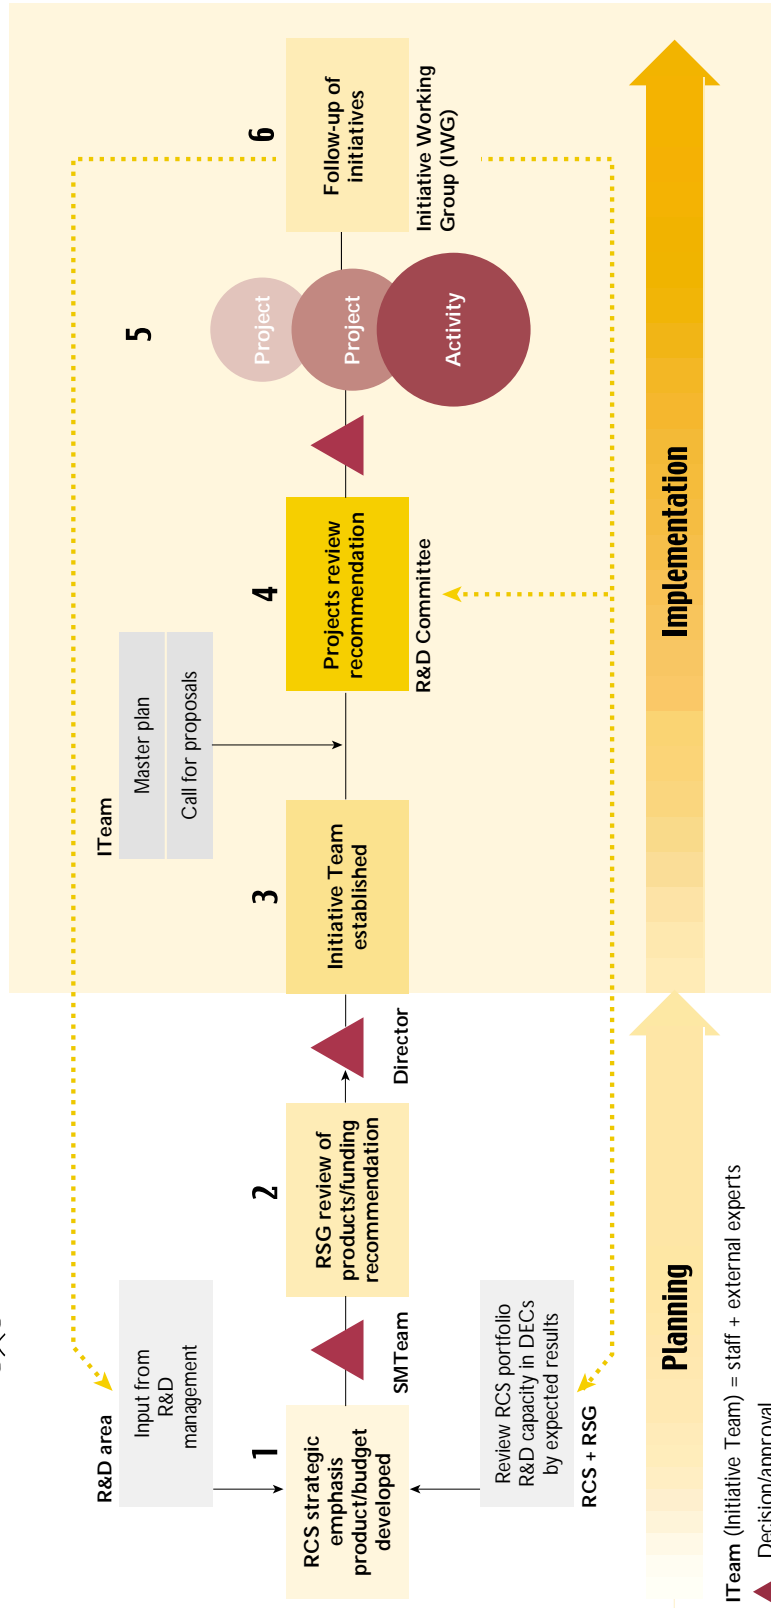 R&D area
Input from
R&D
management
1
RCS strategic
emphasis
product/budget
developed
Review RCS portfolio
R&D capacity in DECs
by expected results
RCS + RSG
SMTeam
2
RSG review of
products/funding
recommendation
Director
3
Initiative Team
established
ITeam
Master plan
Call for proposals
4
Projects review
recommendation
R&D Committee
5
Project
Project
Activity
6
Follow-up of
initiatives
Initiative Working
Group (IWG)
Planning
Implementation
ITeam (Initiative Team) = staff + external experts
Decision/approval